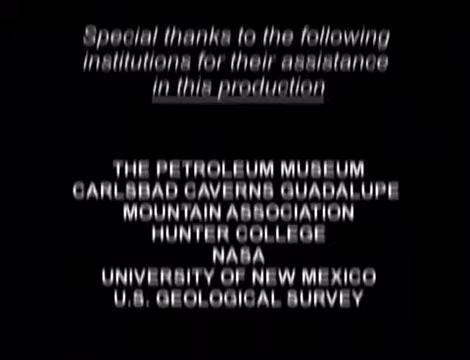 Special thanks to the following
institutions for their assistance
in this production
THE PETROLEUM MUSEUM
CARLSBAD CAVERNS GUADALUPE
MOUNTAIN ASSOCIATION
HUNTER COLLEGE
NASA
UNIVERSITY OF NEW MEXICO
U.S. GEOLOGICAL SURVEY